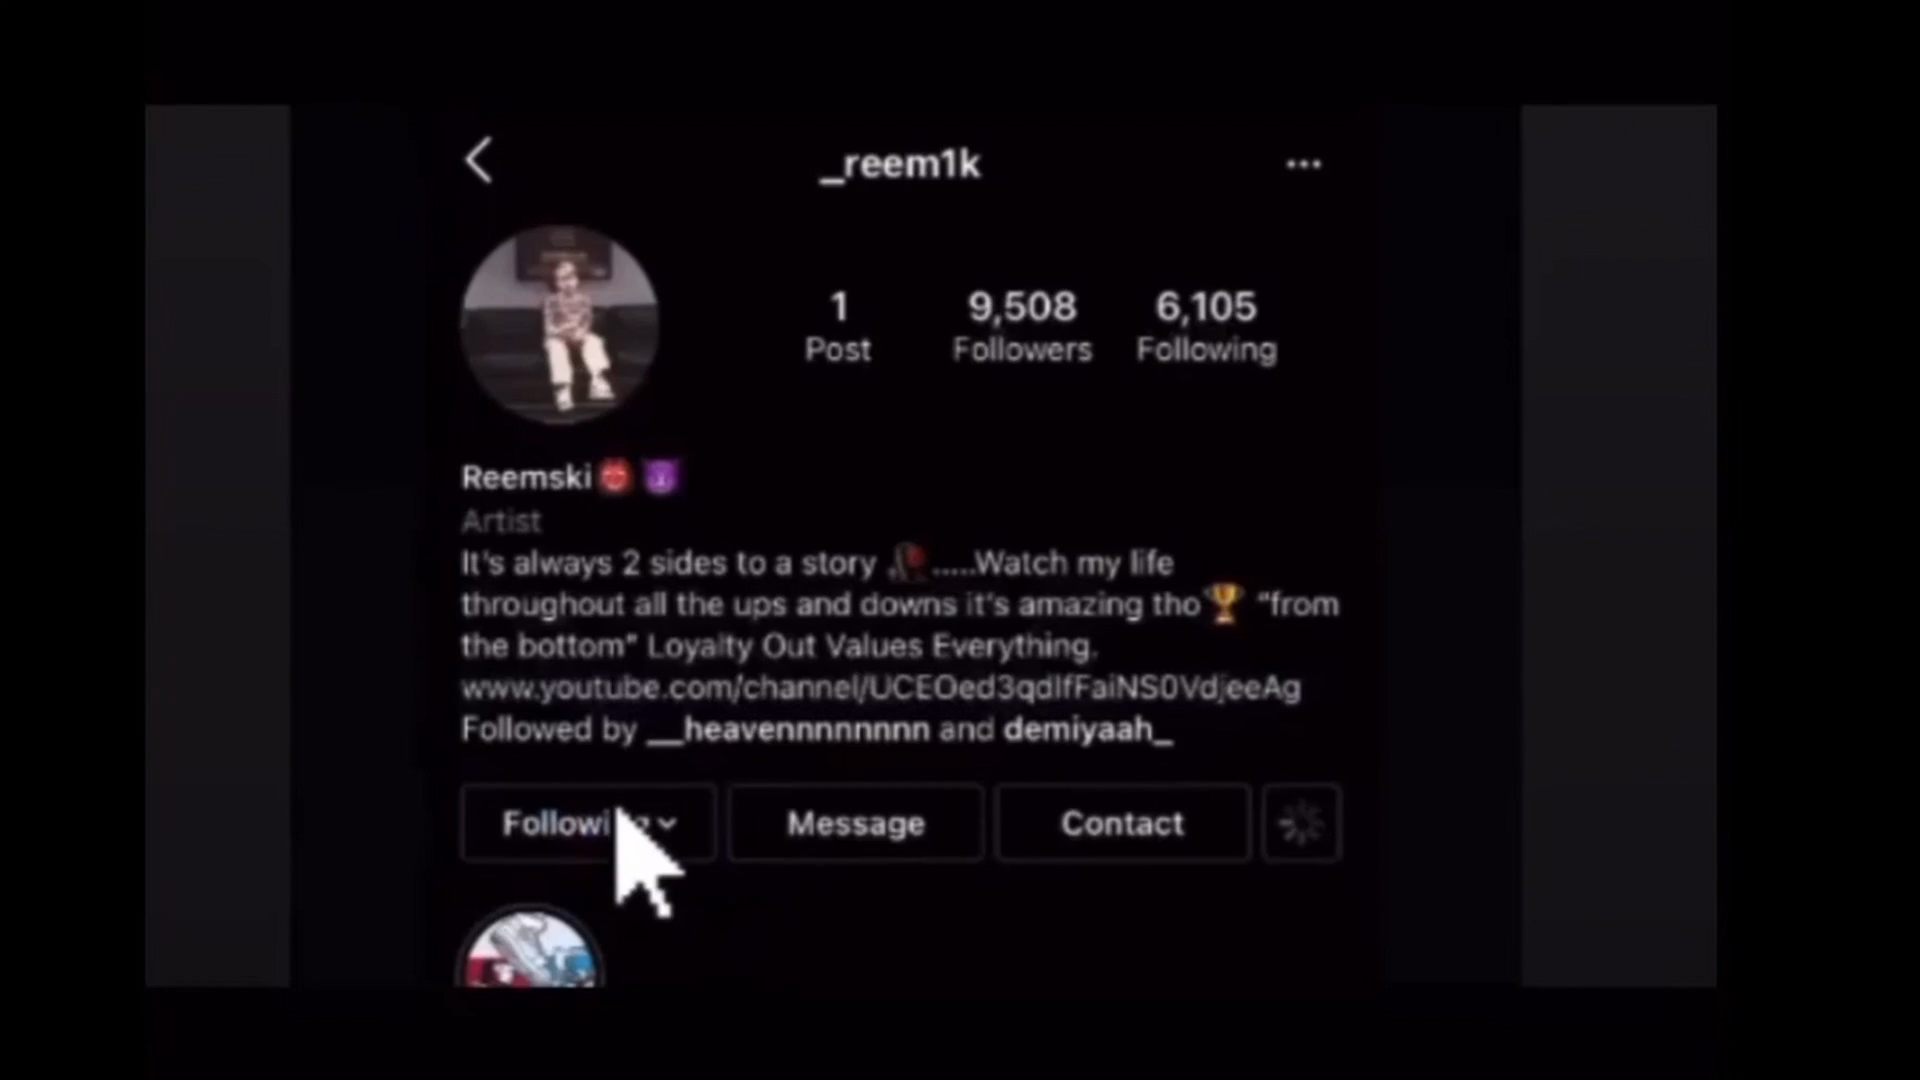 _reem1k
1
Post
9,508
Followers
6,105
Following
Reemski
Artist
It's always 2 sides to a story 🥀.....Watch my life
throughout all the ups and downs it's amazing tho🏆 "from
the bottom" Loyalty Out Values Everything.
www.youtube.com/channel/UCEOed3qdlfFaiNS0VdjeeAg
Followed by __heavennnnnnnn and demiyaah_
Following
Message
Contact